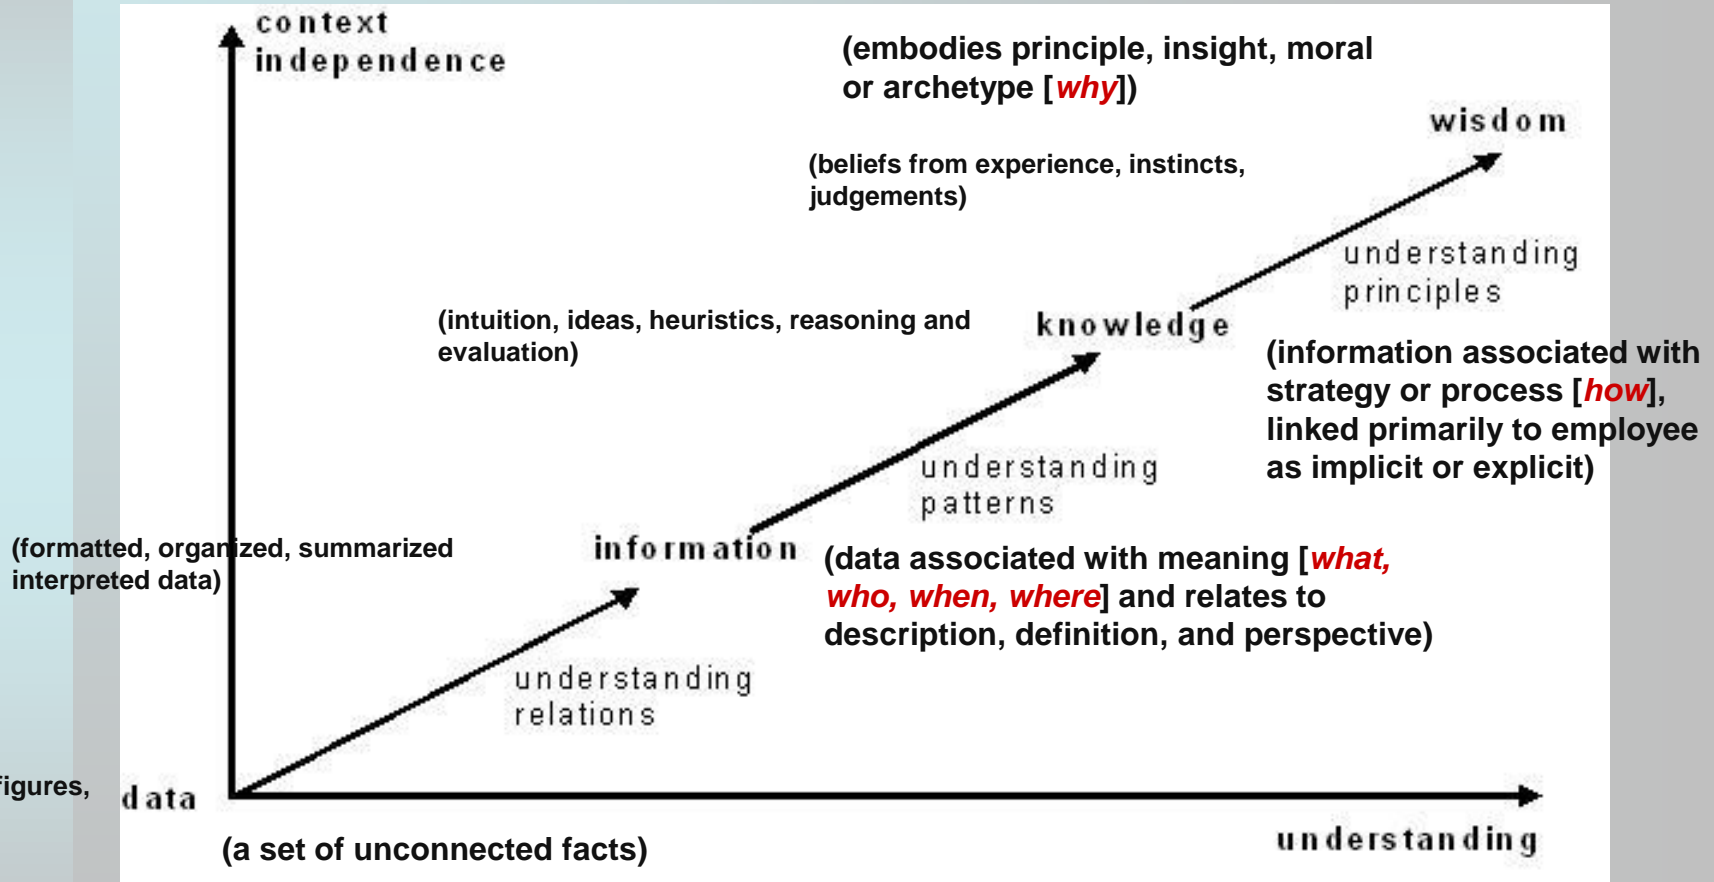 context
independence
(embodies principle, insight, moral
or archetype [why])
wisdom
(beliefs from experience, instincts,
judgements)
understanding
principles
(intuition, ideas, heuristics, reasoning and
evaluation)
knowledge
(information associated with
strategy or process [how],
linked primarily to employee
as implicit or explicit)
understanding
patterns
(formatted, organized, summarized
interpreted data)
information
(data associated with meaning [what,
who, when, where] and relates to
description, definition, and perspective)
understanding
relations
figures,
data
(a set of unconnected facts)
understanding